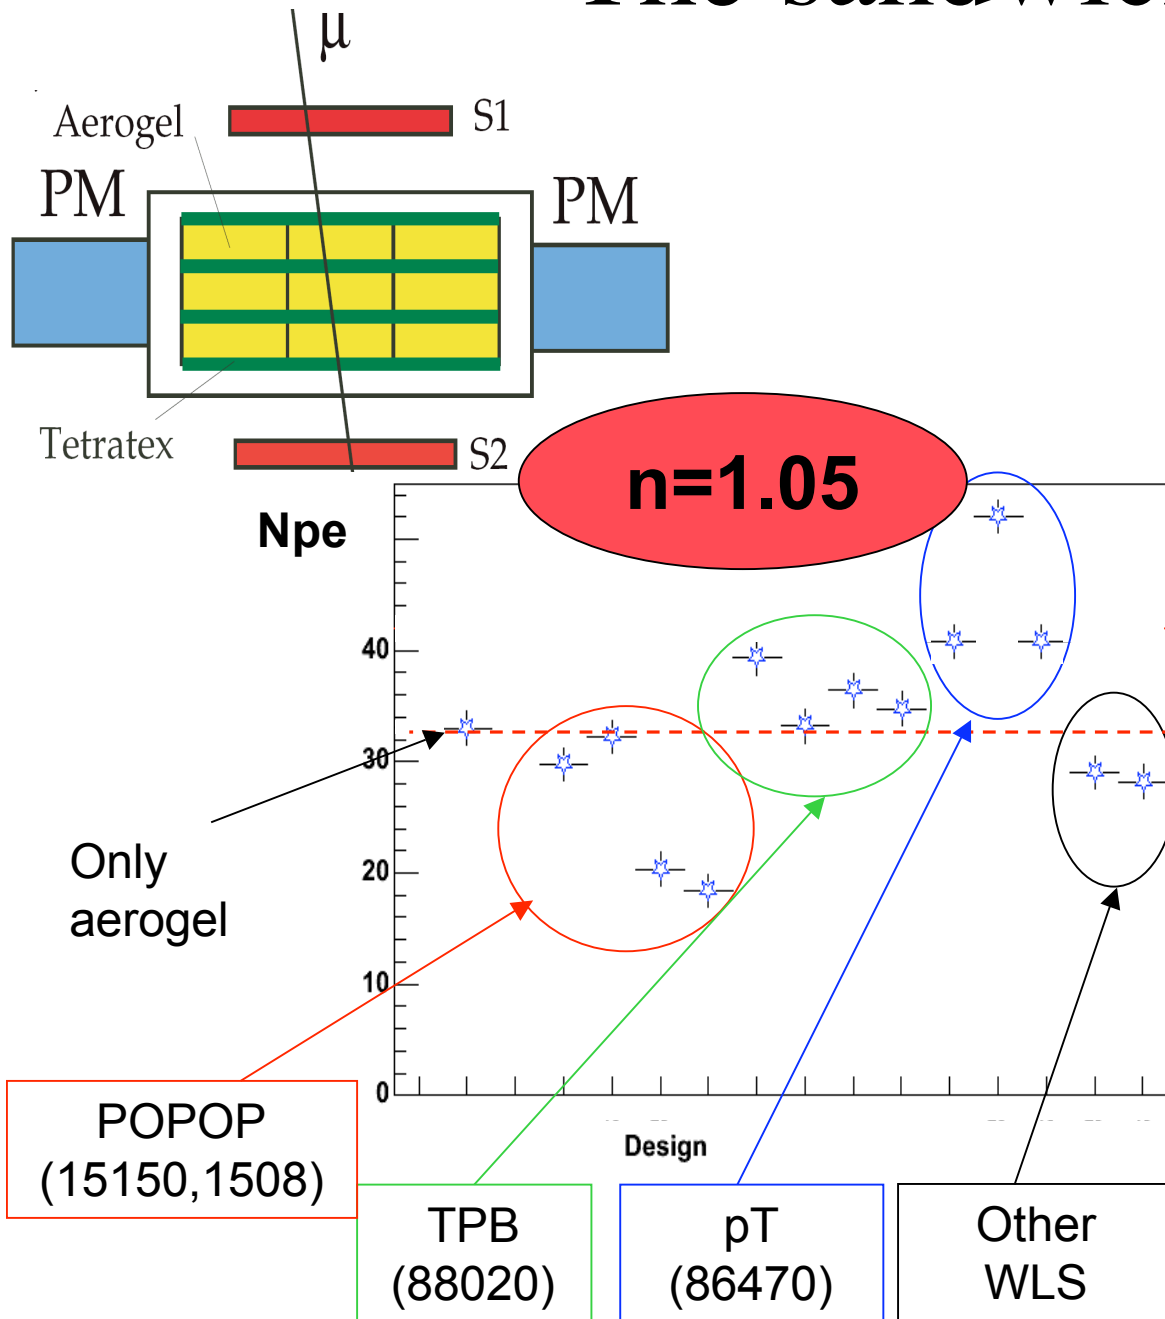 The
μ
Aerogel
S1
PM
PM
Tetratex
S2
n=1.05
Npe
40
30
20
10
0
Only
aerogel
Design
POPOP
(15150,1508)
TPB
(88020)
pT
(86470)
Other
WLS